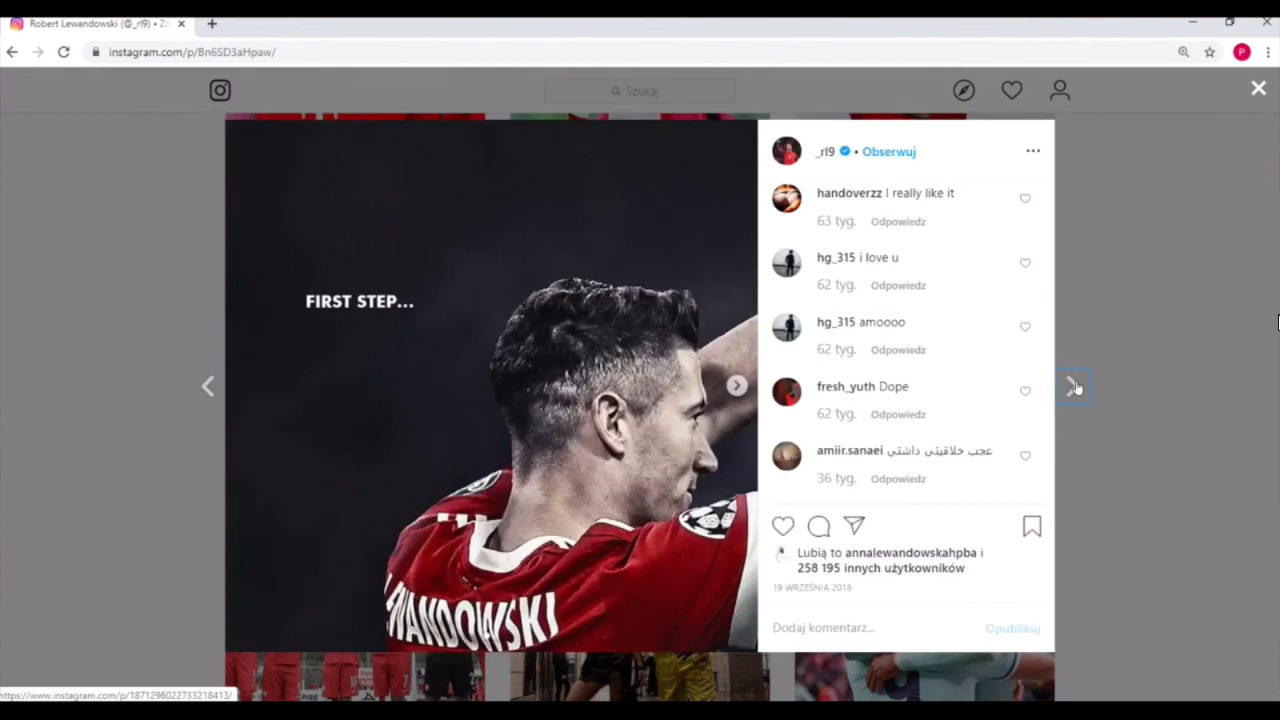 Robert Lewandowski (@_rl9) • Z
instagram.com/p/Bn6SD3aHpaw/
P
Szukaj
_rl9 • Obserwuj
handoverzz I really like it
63 tyg. Odpowiedz
hg_315 i love u
62 tyg. Odpowiedz
FIRST STEP...
hg_315 amoooo
62 tyg. Odpowiedz
fresh_yuth Dope
62 tyg. Odpowiedz
amiir.sanaei عجب خلاقیتی داشتی
36 tyg. Odpowiedz
Lubią to annalewandowskahpba i
258 195 innych użytkowników
19 WRZEŚNIA 2018
WANDOWSKI
Dodaj komentarz... Opublikuj
https://www.instagram.com/p/1871296022733218413/